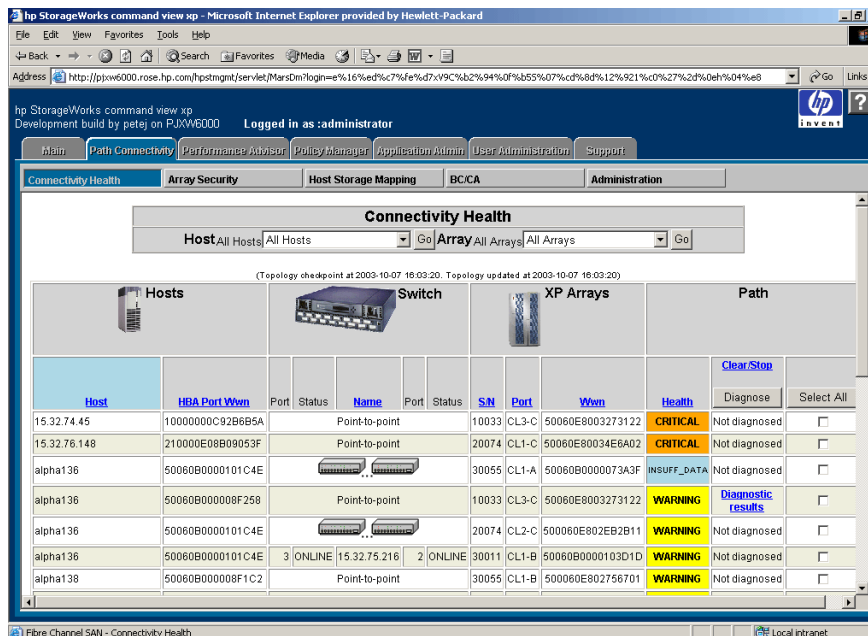 hp StorageWorks command view xp - Microsoft Internet Explorer provided by Hewlett-Packard
File Edit View Favorites Tools Help
Back Search Favorites Media
Address http://pjxw6000.rose.hp.com/hpstmgmt/servlet/MarsDm?login=e%16%ed%c7%fe%d7xV9C%b2%94%0f%b5S%07%cd%8d%12%921%c0%27%2d%0eh%04%e8 Go Links
hp StorageWorks command
view xp
Development build by petej on PJXW6000 Logged in as :administrator
hp
invent
?
Main Path Connectivity Performance Advisor Policy Manager Application Admin User Administration Support
Connectivity Health Array Security Host Storage Mapping BC/CA Administration
Connectivity Health
Host All Hosts All Hosts Go Array All Arrays All Arrays Go
(Topology checkpoint at 2003-10-07 16:03:20. Topology updated at 2003-10-07 16:03:20)
Hosts Switch XP Arrays Path
Clear/Stop
Host HBA Port Wwn Port Status Name Port Status S/N Port Wwn Health Diagnose Select All
15.32.74.45 10000000C92B6B5A Point-to-point 10033 CL3-C 50060E8003273122 CRITICAL Not diagnosed
15.32.76.148 210000E08B09053F Point-to-point 20074 CL1-C 50060E80034E6A02 CRITICAL Not diagnosed
alpha136 50060B0000101C4E ... 30055 CL1-A 50060B0000073A3F INSUFF_DATA Not diagnosed
alpha136 50060B000008F258 Point-to-point 10033 CL3-C 50060E8003273122 WARNING Diagnostic results
alpha136 50060B0000101C4E ... 20074 CL2-C 500060E802EB2B11 WARNING Not diagnosed
alpha136 50060B0000101C4E 3 ONLINE 15.32.75.216 2 ONLINE 30011 CL1-B 50060B0000103D1D WARNING Not diagnosed
alpha138 50060B000008F1C2 Point-to-point 30055 CL1-B 500060E802756701 WARNING Not diagnosed
Fibre Channel SAN - Connectivity Health Local intranet